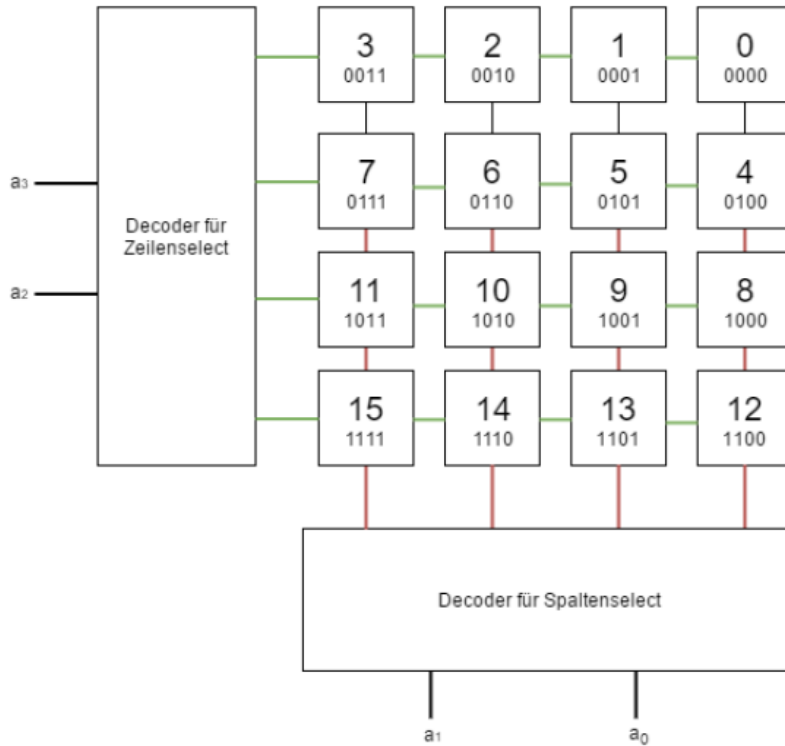 3 2 1 0
0011 0010 0001 0000
a3
7 6 5 4
0111 0110 0101 0100
Decoder für
Zeilenselect
a2
11 10 9 8
1011 1010 1001 1000
15 14 13 12
1111 1110 1101 1100
Decoder für Spaltenselect
a1 a0